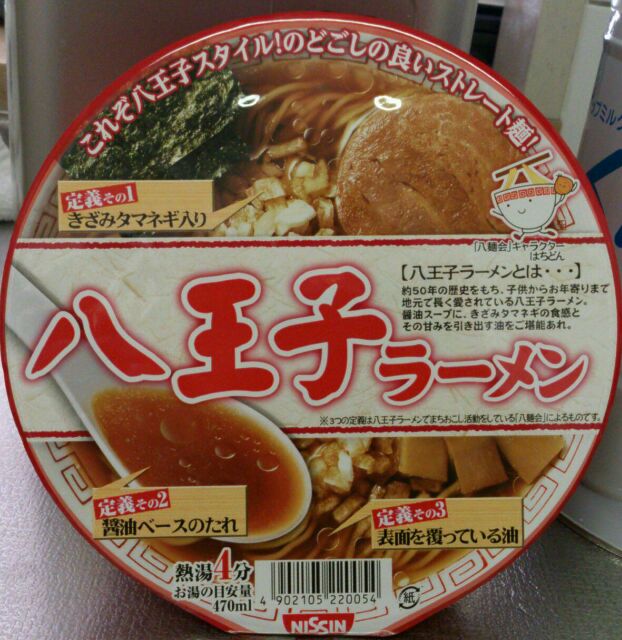 これぞ八王子スタイル!のどごしの良いストレート麺!
定義その1
きざみタマネギ入り
「八麺会」キャラクター
はちどん
【八王子ラーメンとは・・・】
約50年の歴史をもち、子供からお年寄りまで
地元で長く愛されている八王子ラーメン。
醤油スープに、きざみタマネギの食感と
その甘みを引き出す油をご堪能あれ。
八王子ラーメン
※3つの定義は八王子ラーメンでまちおこし活動をしている「八麺会」によるものです。
定義その2
醤油ベースのたれ
定義その3
表面を覆っている油
熱湯4分
お湯の目安量
470ml
4 902105 220054
紙
NISSIN